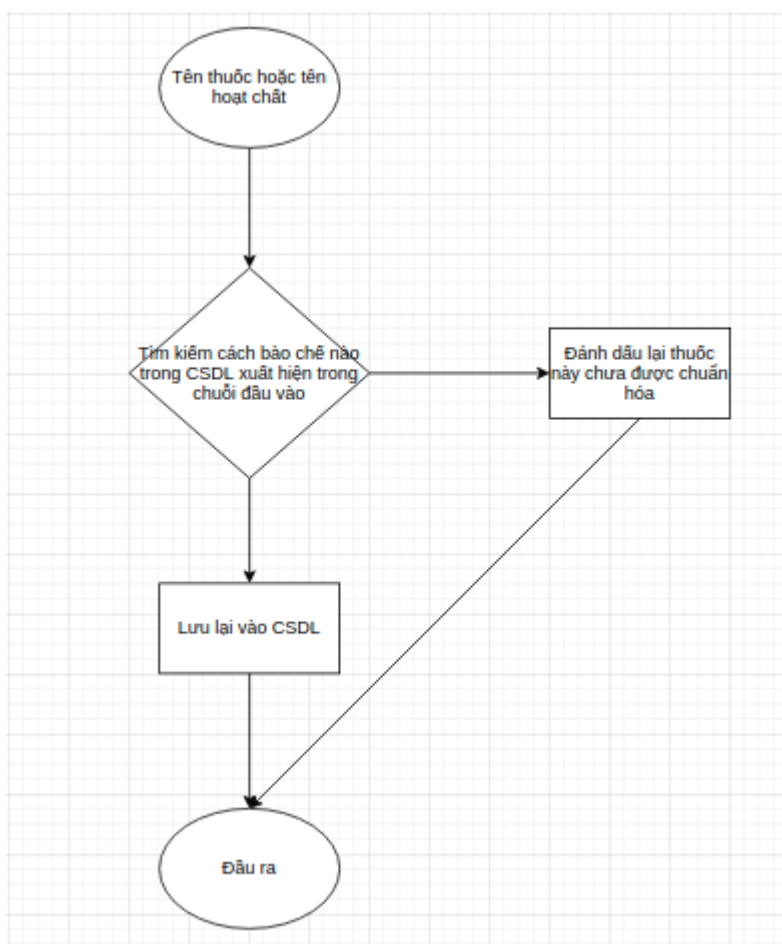 Tên thuốc hoặc tên
hoạt chất
Tìm kiếm cách bào chế nào
trong CSDL xuất hiện trong
chuỗi đầu vào
Đánh dấu lại thuốc
này chưa được chuẩn
hóa
Lưu lại vào CSDL
Đầu ra